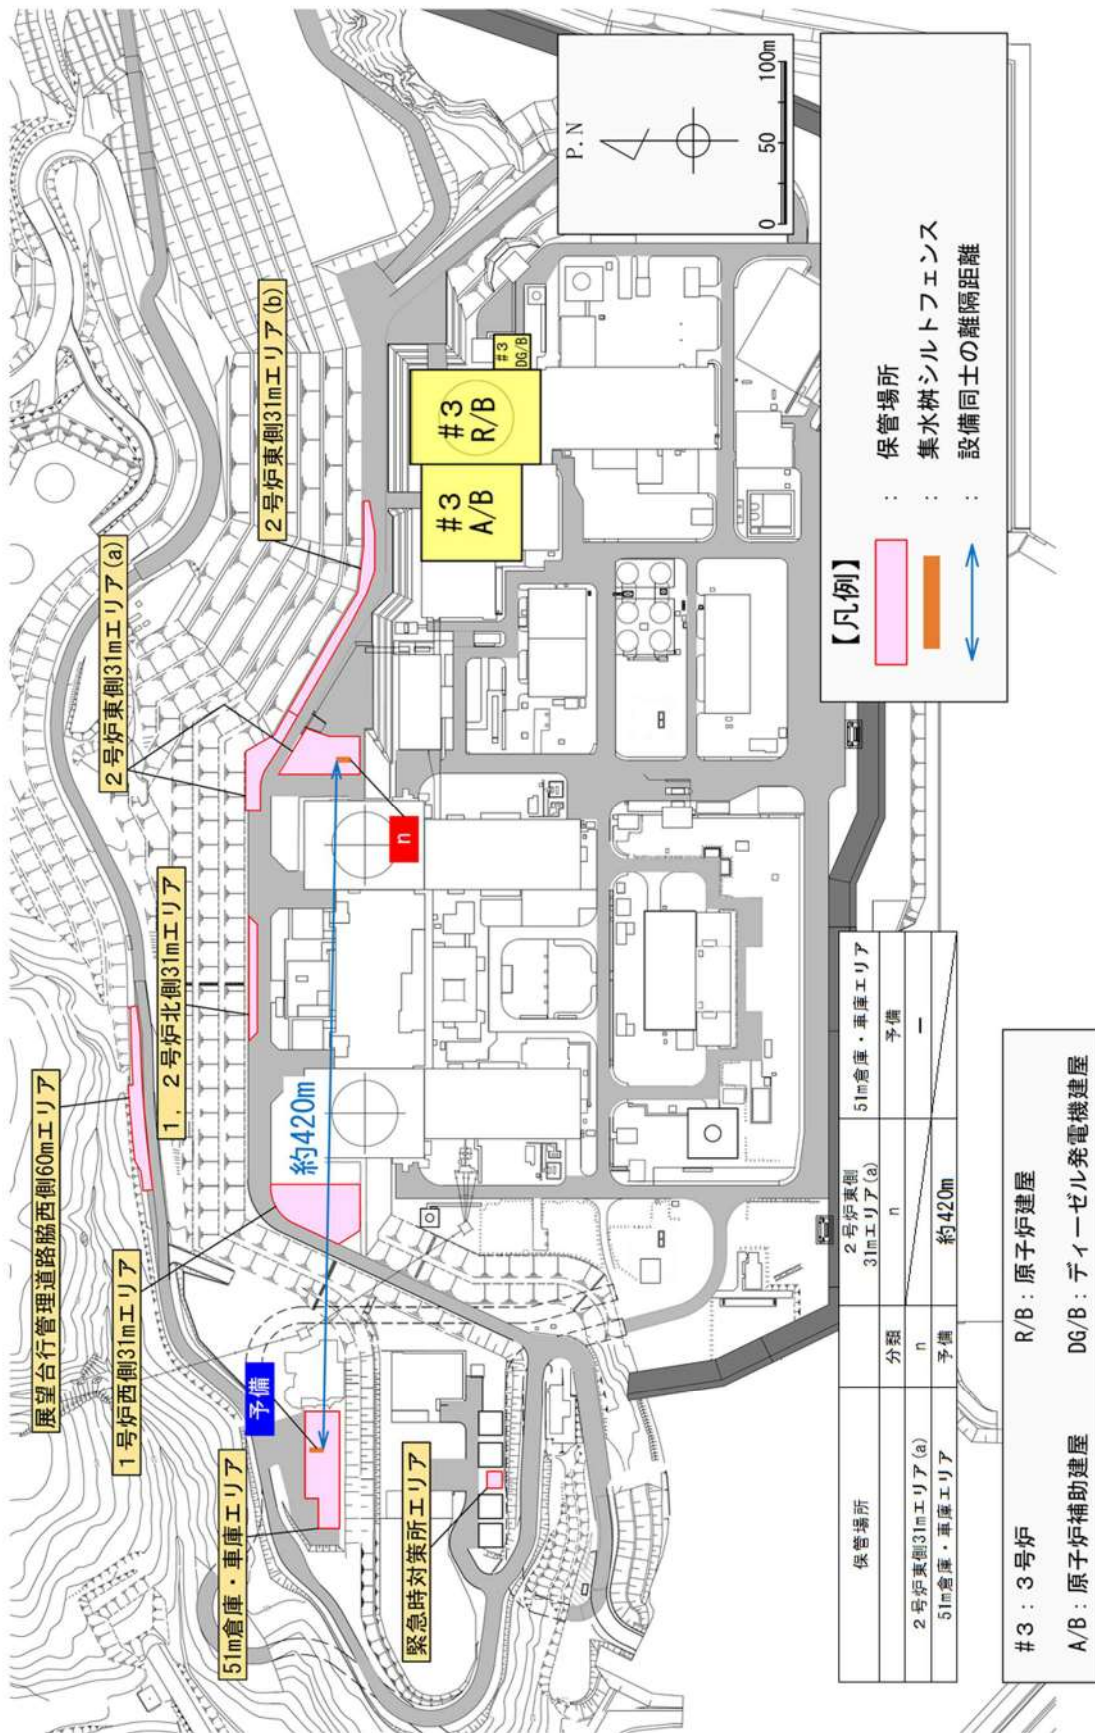 展望台行管理道路脇西側60mエリア
1号炉西側31mエリア
51m倉庫・車庫エリア
予備
緊急時対策所エリア
1,2号炉北側31mエリア
約420m
2号炉東側31mエリア(a)
2号炉東側31mエリア(b)
n
#3
A/B
#3
R/B
#3
DG/B
P.N
0 50 100m
【凡例】
: 保管場所
: 集水桝シルトフェンス
: 設備同士の離隔距離
保管場所 2号炉東側31mエリア(a) 51m倉庫・車庫エリア
分類 n 予備
2号炉東側31mエリア(a) n ―
51m倉庫・車庫エリア 予備 約420m
#3:3号炉 R/B:原子炉建屋
A/B:原子炉補助建屋 DG/B:ディーゼル発電機建屋